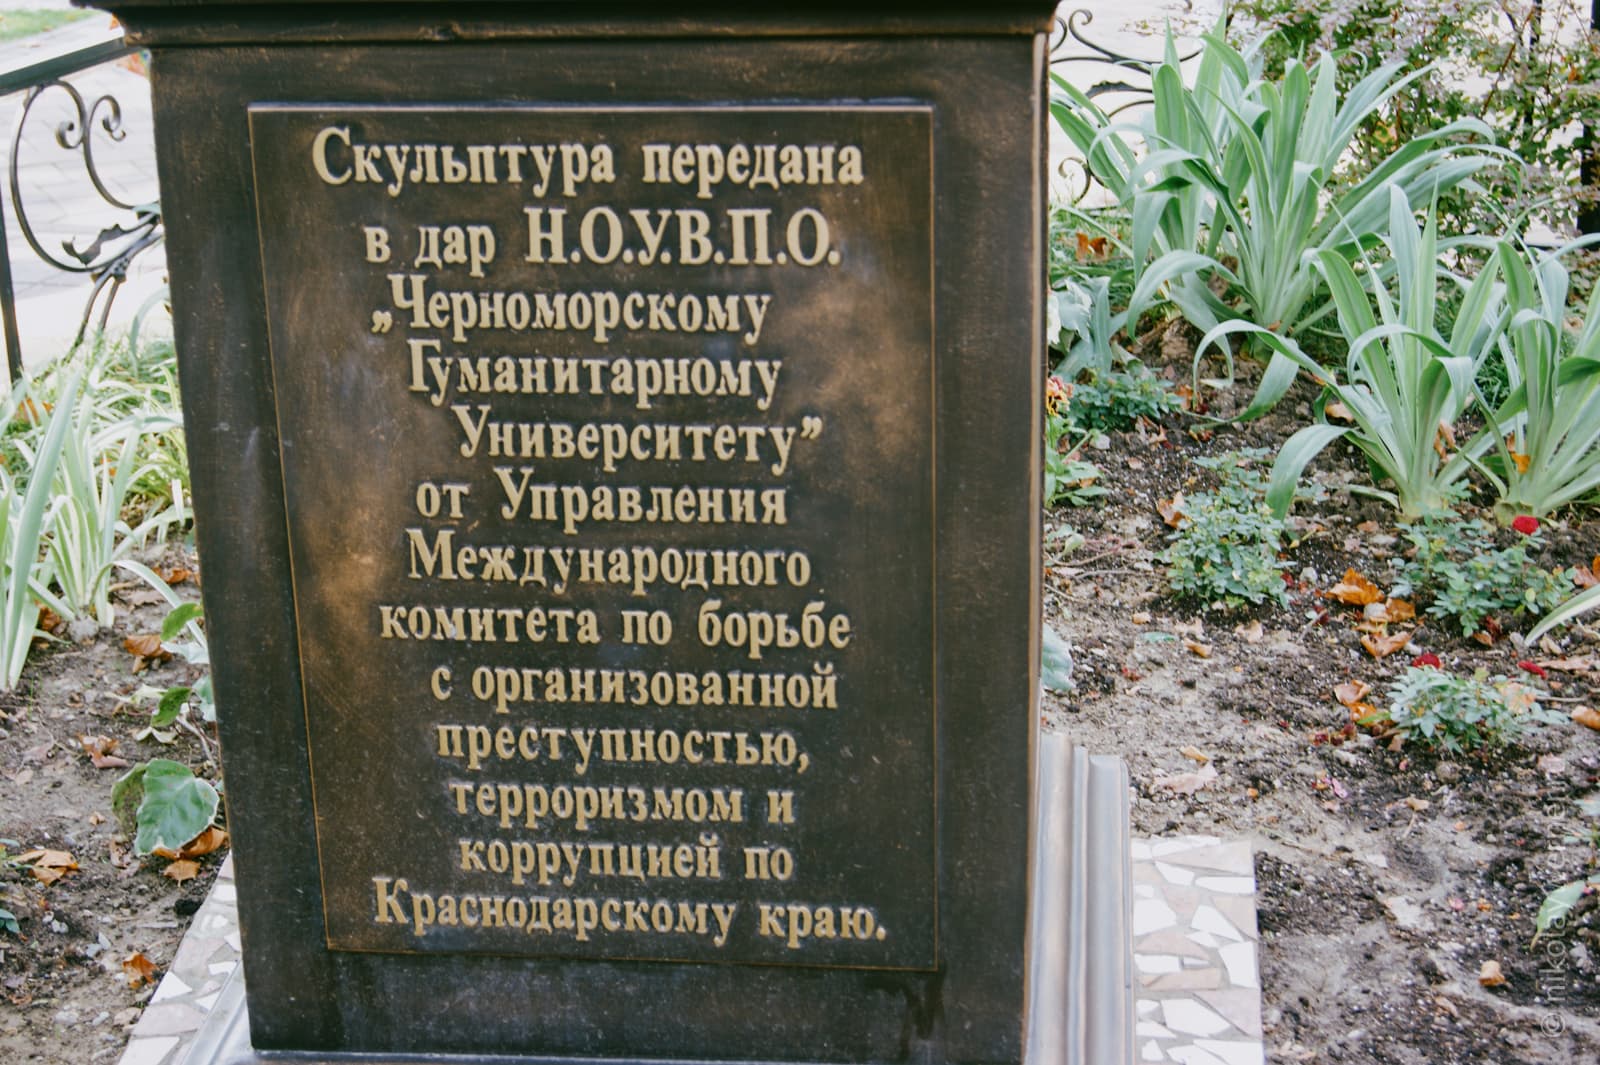 Скульптура передана
в дар Н.О.У.В.П.О.
„Черноморскому
Гуманитарному
Университету”
от Управления
Международного
комитета по борьбе
с организованной
преступностью,
терроризмом и
коррупцией по
Краснодарскому краю.